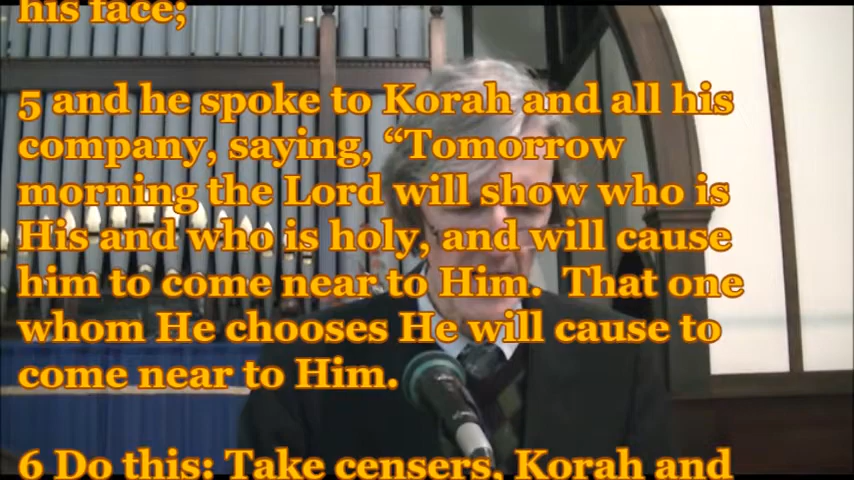 his face;
5 and he spoke to Korah and all his
company, saying, “Tomorrow
morning the Lord will show who is
His and who is holy, and will cause
him to come near to Him.  That one
whom He chooses He will cause to
come near to Him.
6 Do this: Take censers, Korah and